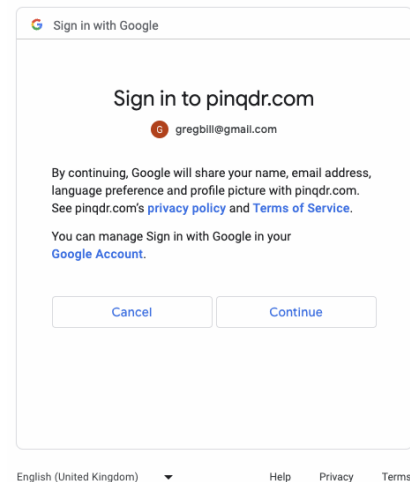 Sign in with Google
Sign in to pinqdr.com
G gregbill@gmail.com
By continuing, Google will share your name, email address,
language preference and profile picture with pinqdr.com.
See pinqdr.com's privacy policy and Terms of Service.
You can manage Sign in with Google in your
Google Account.
Cancel Continue
English (United Kingdom) Help Privacy Terms